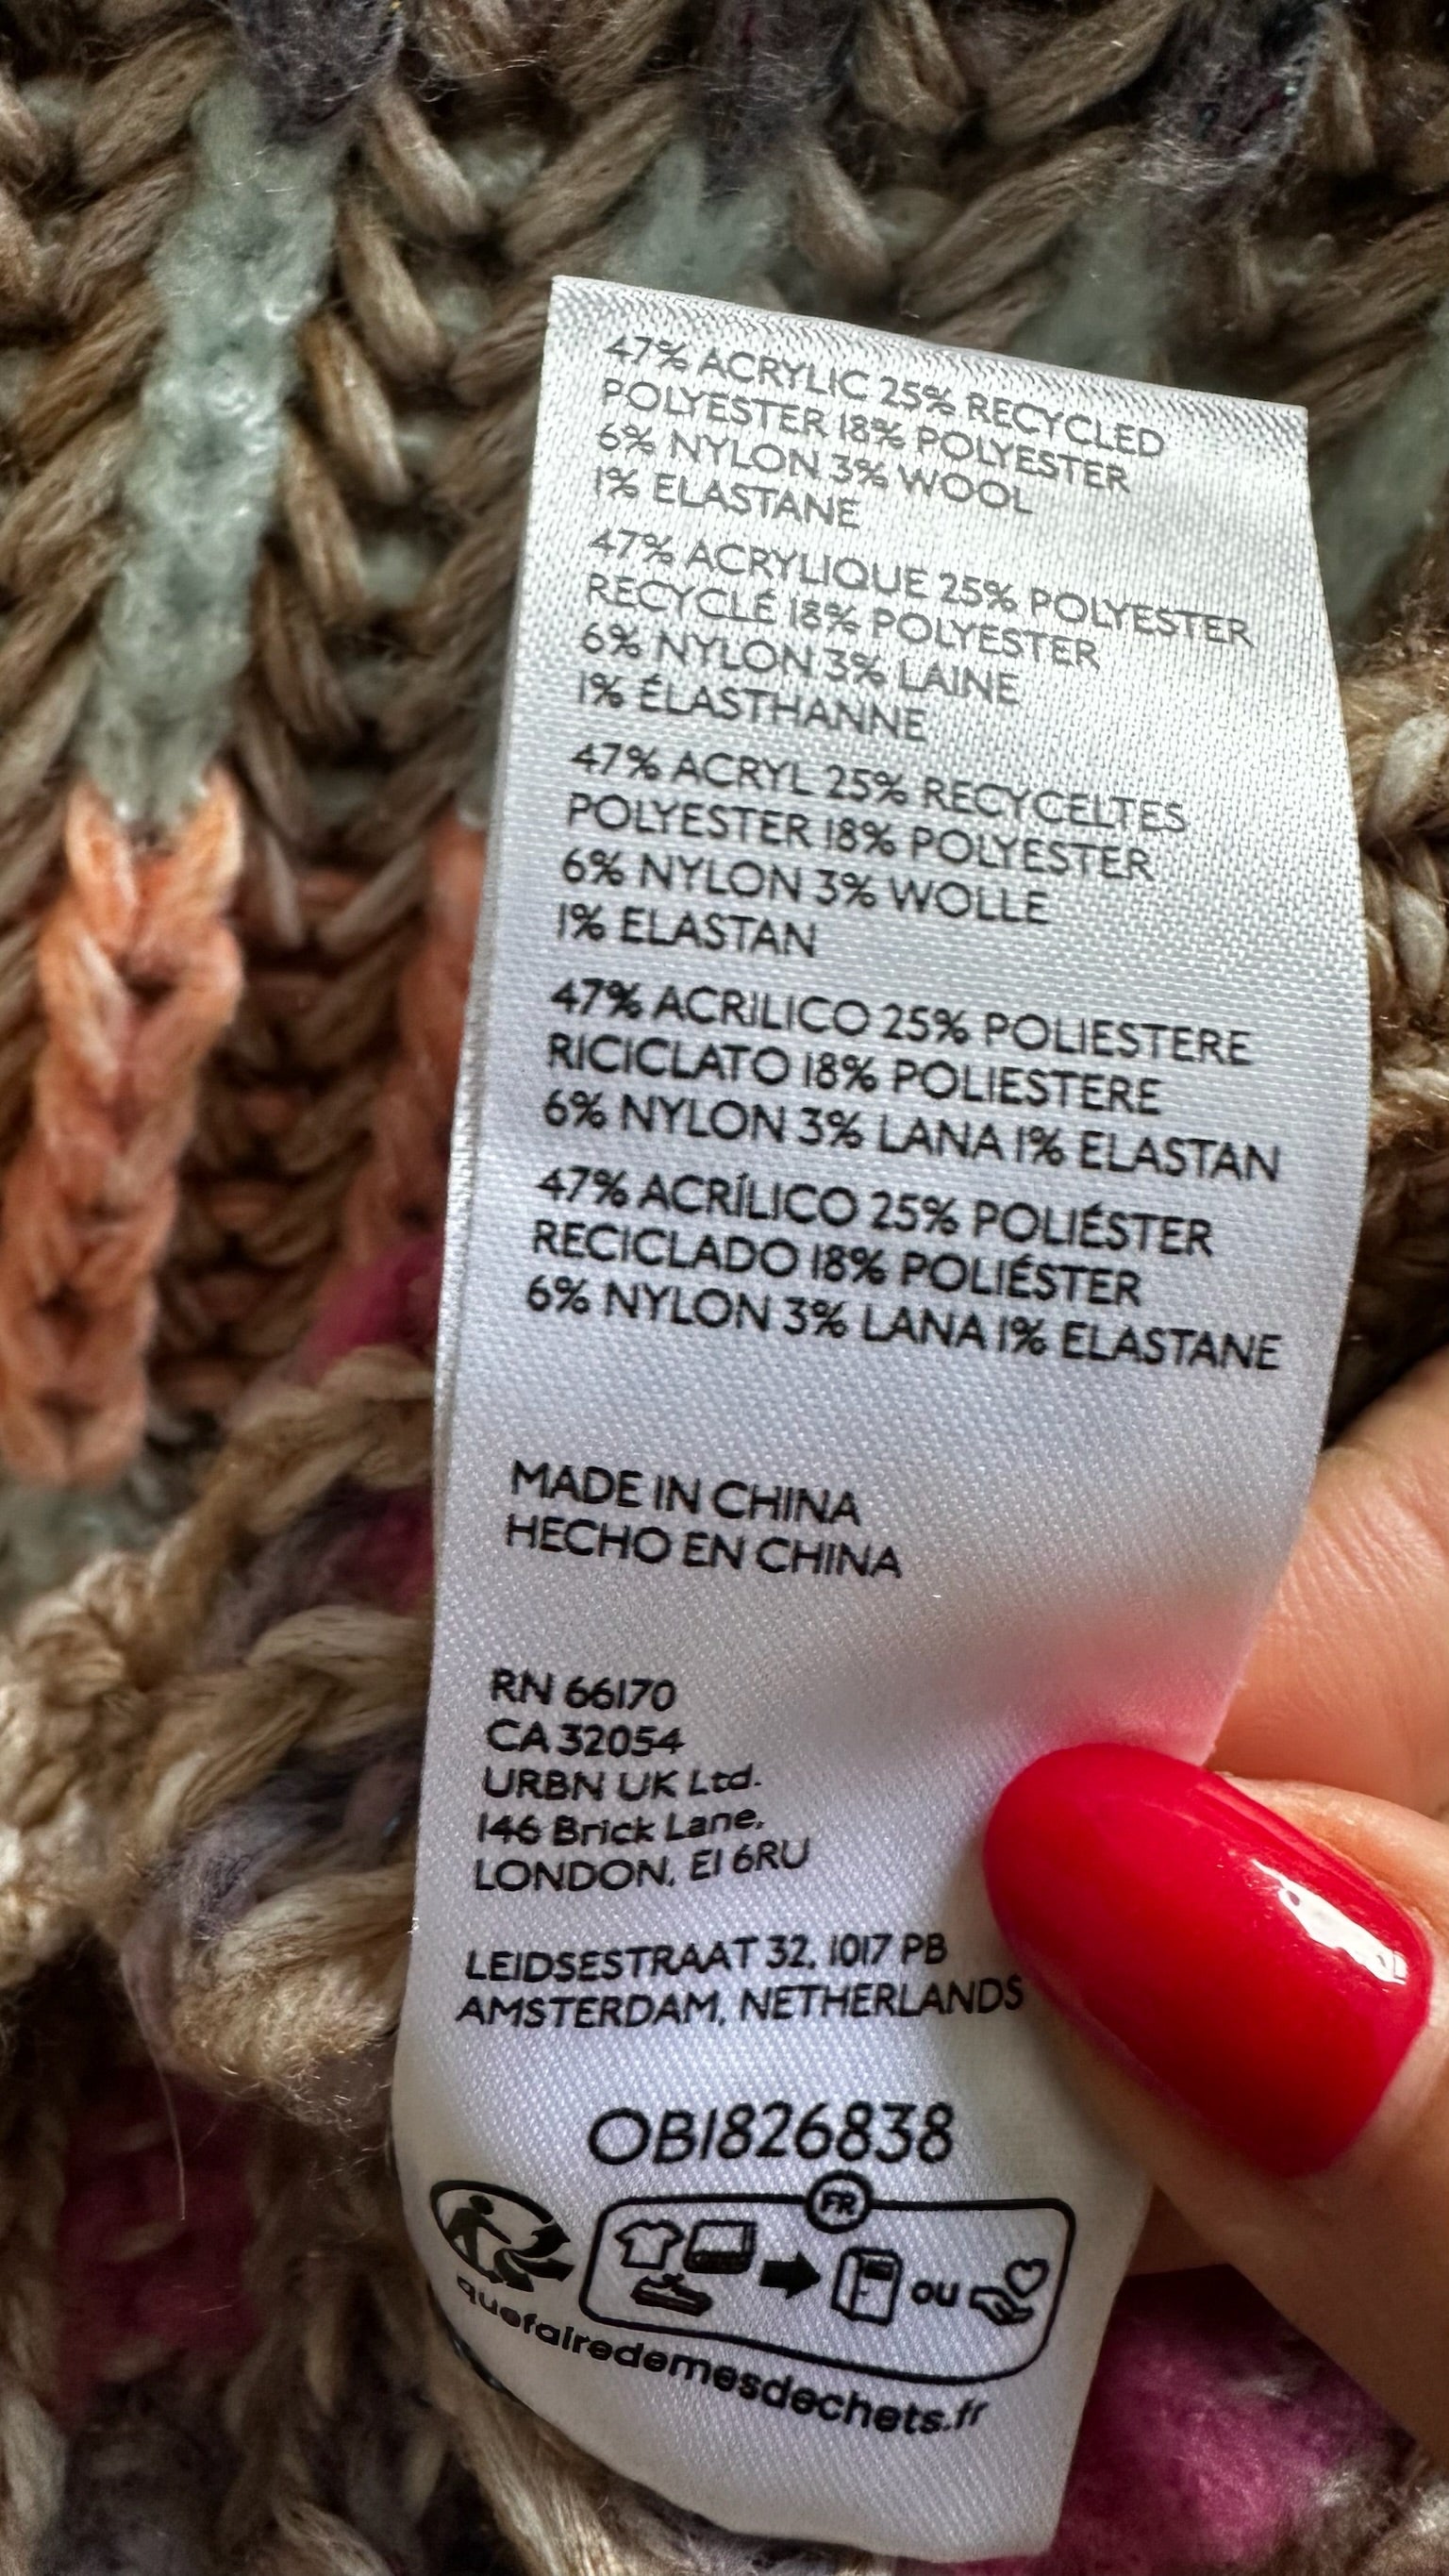 47% ACRYLIC 25% RECYCLED
POLYESTER 18% POLYESTER
6% NYLON 3% WOOL
1% ELASTANE
47% ACRYLIQUE 25% POLYESTER
RECYCLÉ 18% POLYESTER
6% NYLON 3% LAINE
1% ÉLASTHANNE
47% ACRYL 25% RECYCELTES
POLYESTER 18% POLYESTER
6% NYLON 3% WOLLE
1% ELASTAN
47% ACRILICO 25% POLIESTERE
RICICLATO 18% POLIESTERE
6% NYLON 3% LANA 1% ELASTAN
47% ACRÍLICO 25% POLIÉSTER
RECICLADO 18% POLIÉSTER
6% NYLON 3% LANA 1% ELASTANE
MADE IN CHINA
HECHO EN CHINA
RN 66170
CA 32054
URBN UK Ltd.
146 Brick Lane,
LONDON, E1 6RU
LEIDSESTRAAT 32, 1017 PB
AMSTERDAM, NETHERLANDS
OB1826838
FR
ou
quefairedemesdechets.fr